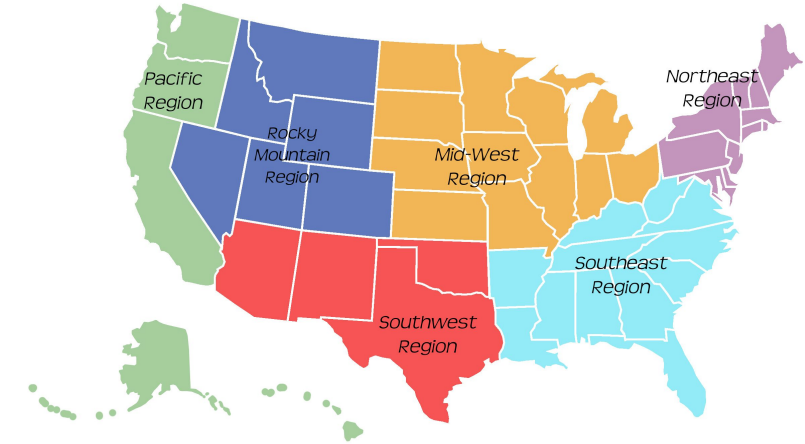 Pacific
Region
Rocky
Mountain
Region
Mid-West
Region
Northeast
Region
Southeast
Region
Southwest
Region